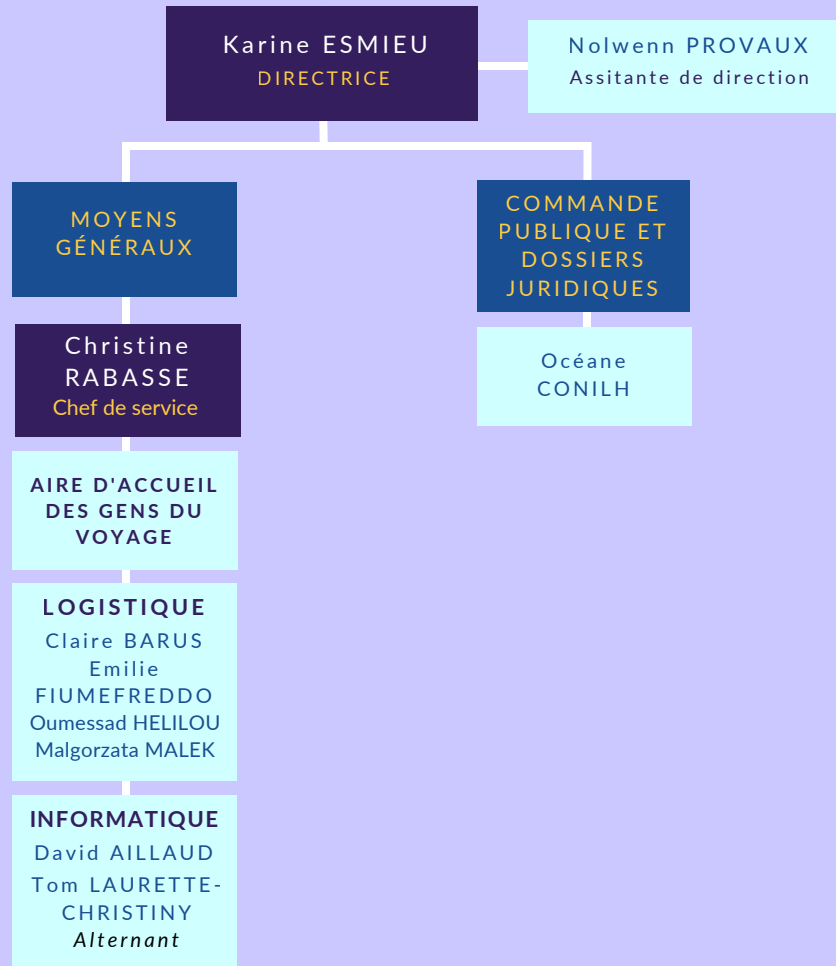 Karine ESMIEU
DIRECTRICE
Nolwenn PROVAUX
Assitante de direction
MOYENS
GÉNÉRAUX
COMMANDE
PUBLIQUE ET
DOSSIERS
JURIDIQUES
Christine
RABASSE
Chef de service
Océane
CONILH
AIRE D'ACCUEIL
DES GENS DU
VOYAGE
LOGISTIQUE
Claire BARUS
Emilie
FIUMEFREDDO
Oumessad HELILOU
Malgorzata MALEK
INFORMATIQUE
David AILLAUD
Tom LAURETTE-
CHRISTINY
Alternant